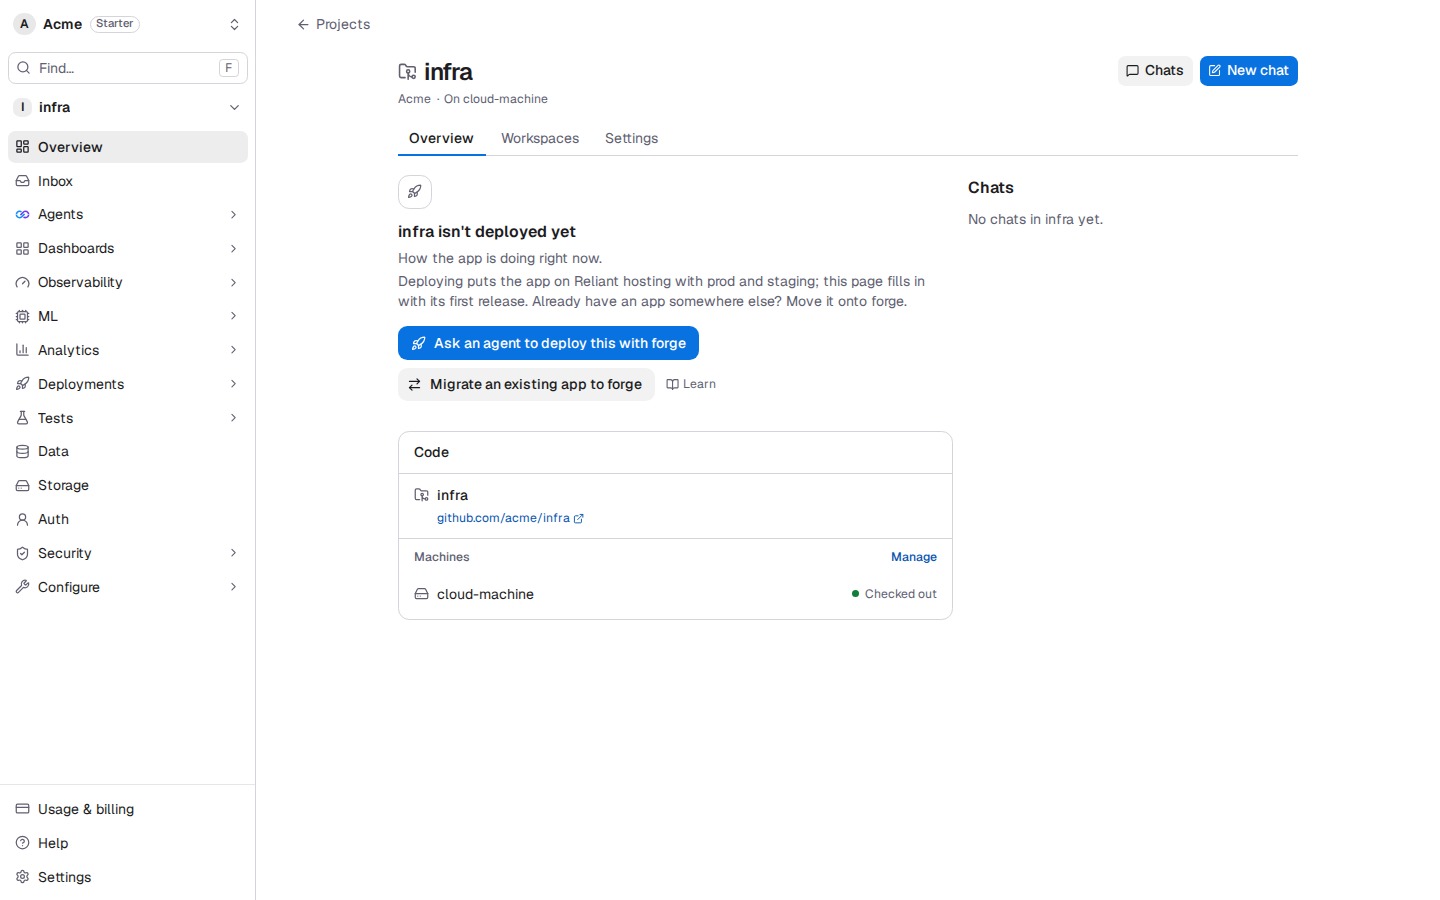 A Acme Starter
Find... F
I infra
Overview
Inbox
Agents
Dashboards
Observability
ML
Analytics
Deployments
Tests
Data
Storage
Auth
Security
Configure
Usage & billing
Help
Settings
Projects
infra
Acme · On cloud-machine
Chats
New chat
Overview Workspaces Settings
infra isn't deployed yet
How the app is doing right now.
Deploying puts the app on Reliant hosting with prod and staging; this page fills in
with its first release. Already have an app somewhere else? Move it onto forge.
Ask an agent to deploy this with forge
Migrate an existing app to forge
Learn
Code
infra
github.com/acme/infra
Machines Manage
cloud-machine Checked out
Chats
No chats in infra yet.